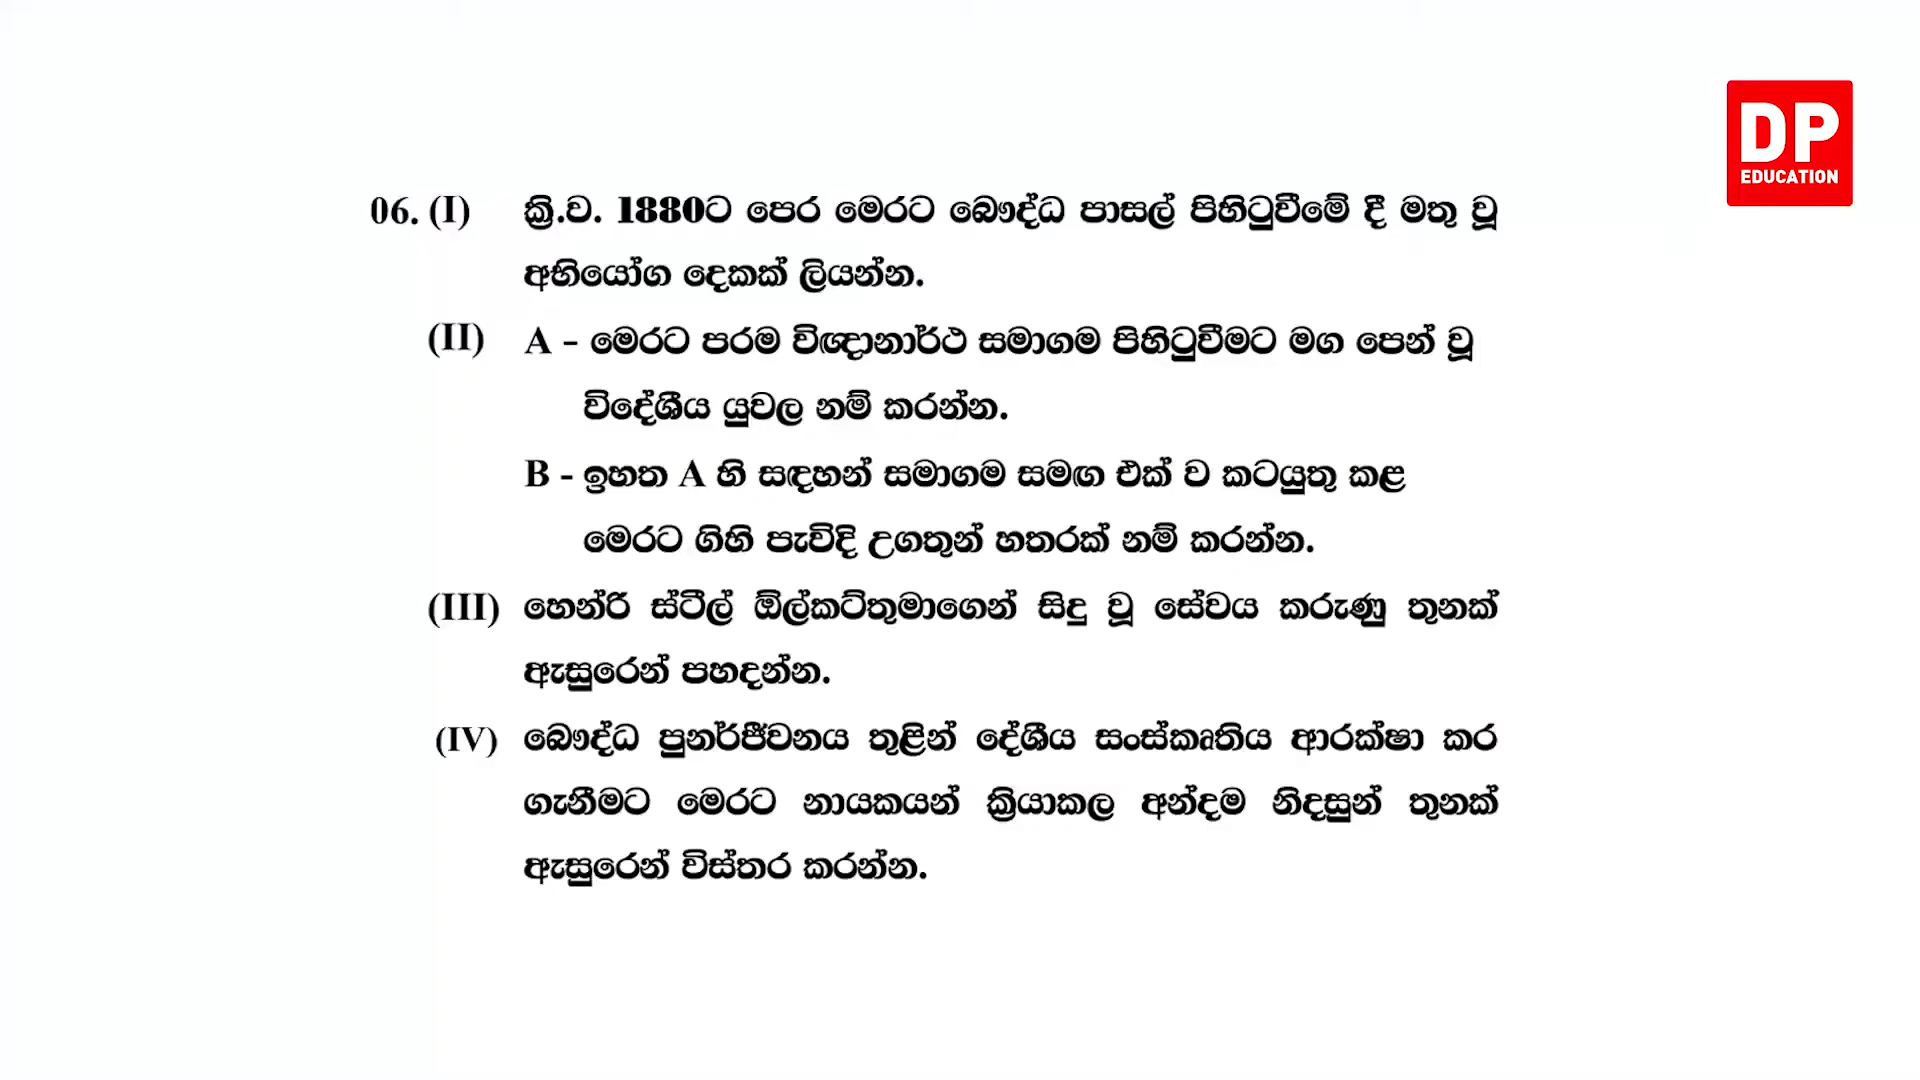 DP
EDUCATION
06. (I) ක්‍රි.ව. 1880ට පෙර මෙරට බෞද්ධ පාසල් පිහිටුවීමේ දී මතු වූ
අභියෝග දෙකක් ලියන්න.
(II) A - මෙරට පරම විඥානාර්ථ සමාගම පිහිටුවීමට මග පෙන් වූ
විදේශීය යුවල නම් කරන්න.
B - ඉහත A හි සඳහන් සමාගම සමඟ එක් ව කටයුතු කළ
මෙරට ගිහි පැවිදි උගතුන් හතරක් නම් කරන්න.
(III) හෙන්රි ස්ටීල් ඕල්කට්තුමාගෙන් සිදු වූ සේවය කරුණු තුනක්
ඇසුරෙන් පහදන්න.
(IV) බෞද්ධ පුනර්ජීවනය තුළින් දේශීය සංස්කෘතිය ආරක්ෂා කර
ගැනීමට මෙරට නායකයන් ක්‍රියාකල අන්දම නිදසුන් තුනක්
ඇසුරෙන් විස්තර කරන්න.